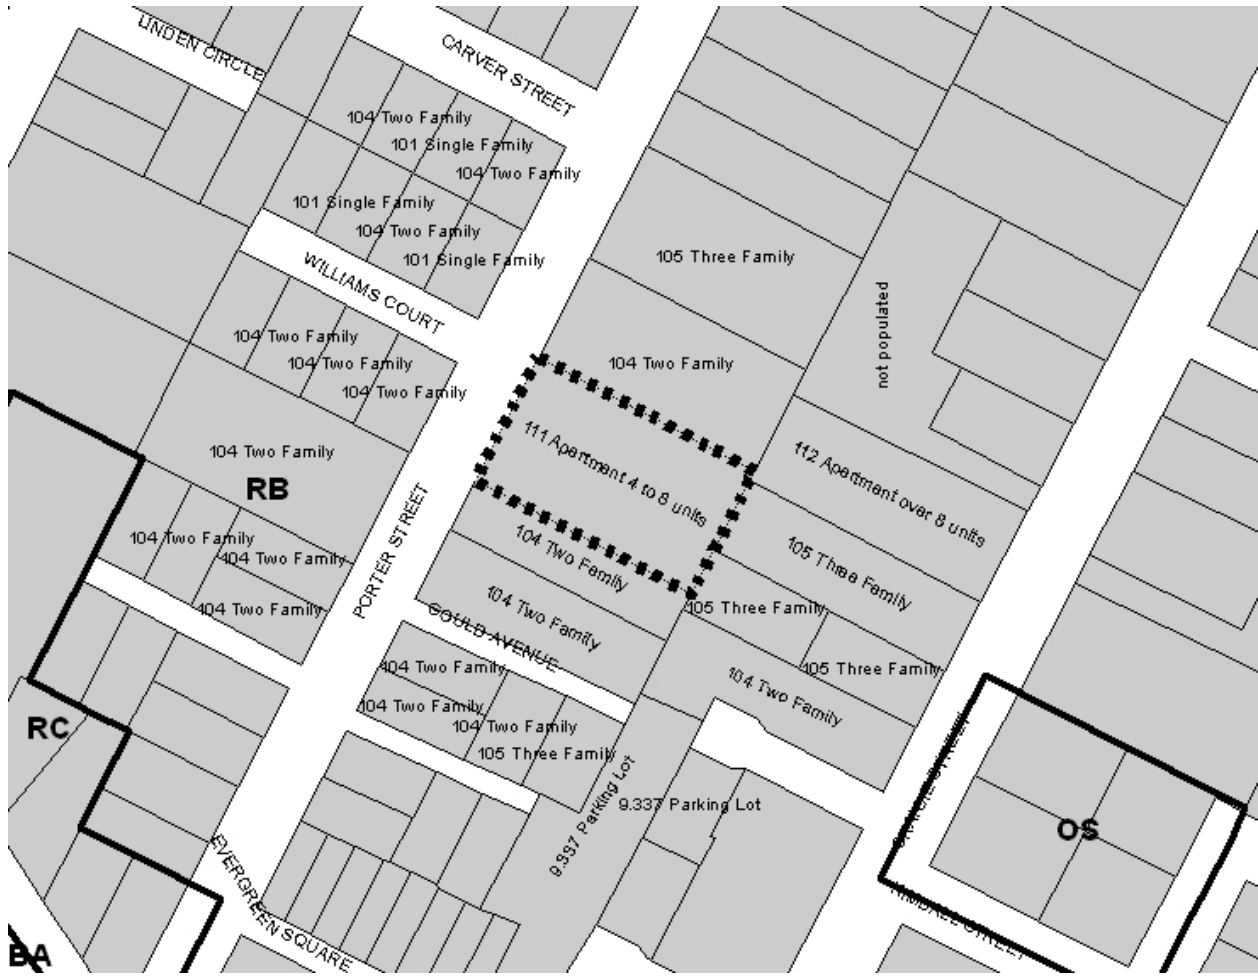 LINDEN CIRCLE
CARVER STREET
104 Two Family
101 Single Family
104 Two Family
101 Single Family
104 Two Family
101 Single Family
105 Three Family
WILLIAMS COURT
not populated
104 Two Family
104 Two Family
104 Two Family
104 Two Family
111 Apartment 4 to 8 units
112 Apartment over 8 units
104 Two Family
RB
PORTER STREET
104 Two Family
104 Two Family
104 Two Family
104 Two Family
105 Three Family
104 Two Family
105 Three Family
GOULD AVENUE
104 Two Family
105 Three Family
104 Two Family
104 Two Family
104 Two Family
105 Three Family
RC
9.337 Parking Lot
9.337 Parking Lot
OS
EVERGREEN SQUARE
KIMBALL STREET
BA